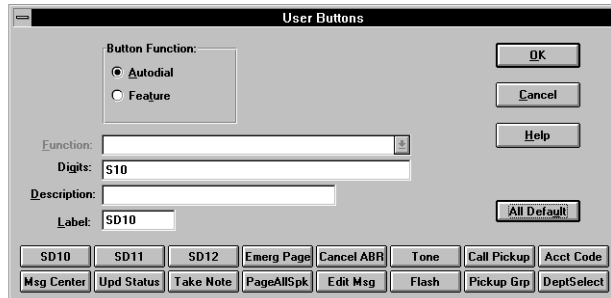 User Buttons
Button Function:
Autodial
Feature
OK
Cancel
Help
Function:
Digits: S10
Description:
Label: SD10
All Default
SD10 SD11 SD12 Emerg Page Cancel ABR Tone Call Pickup Acct Code
Msg Center Upd Status Take Note PageAllSpk Edit Msg Flash Pickup Grp DeptSelect